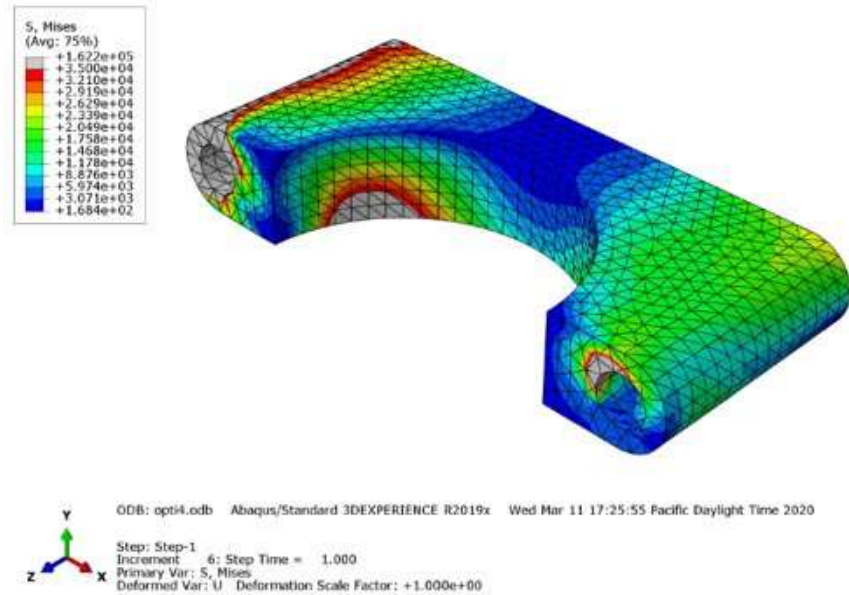 S, Mises
(Avg: 75%)
+1.622e+05
+3.500e+04
+3.210e+04
+2.919e+04
+2.629e+04
+2.339e+04
+2.049e+04
+1.758e+04
+1.468e+04
+1.178e+04
+8.876e+03
+5.974e+03
+3.071e+03
+1.684e+02
Y
Z
X
ODB: opti4.odb Abaqus/Standard 3DEXPERIENCE R2019x Wed Mar 11 17:25:55 Pacific Daylight Time 2020
Step: Step-1
Increment 6: Step Time = 1.000
Primary Var: S, Mises
Deformed Var: U Deformation Scale Factor: +1.000e+00